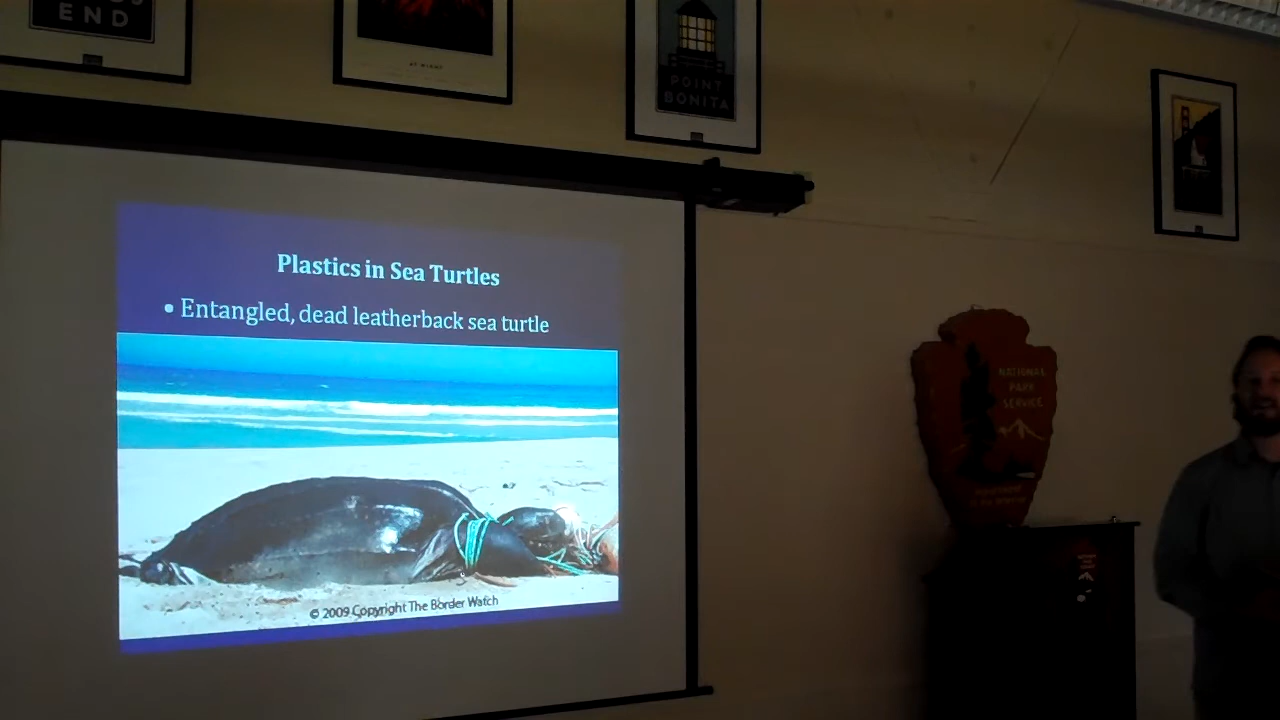 END
POINT
BONITA
Plastics in Sea Turtles
• Entangled, dead leatherback sea turtle
© 2009 Copyright The Border Watch
NATIONAL
PARK
SERVICE